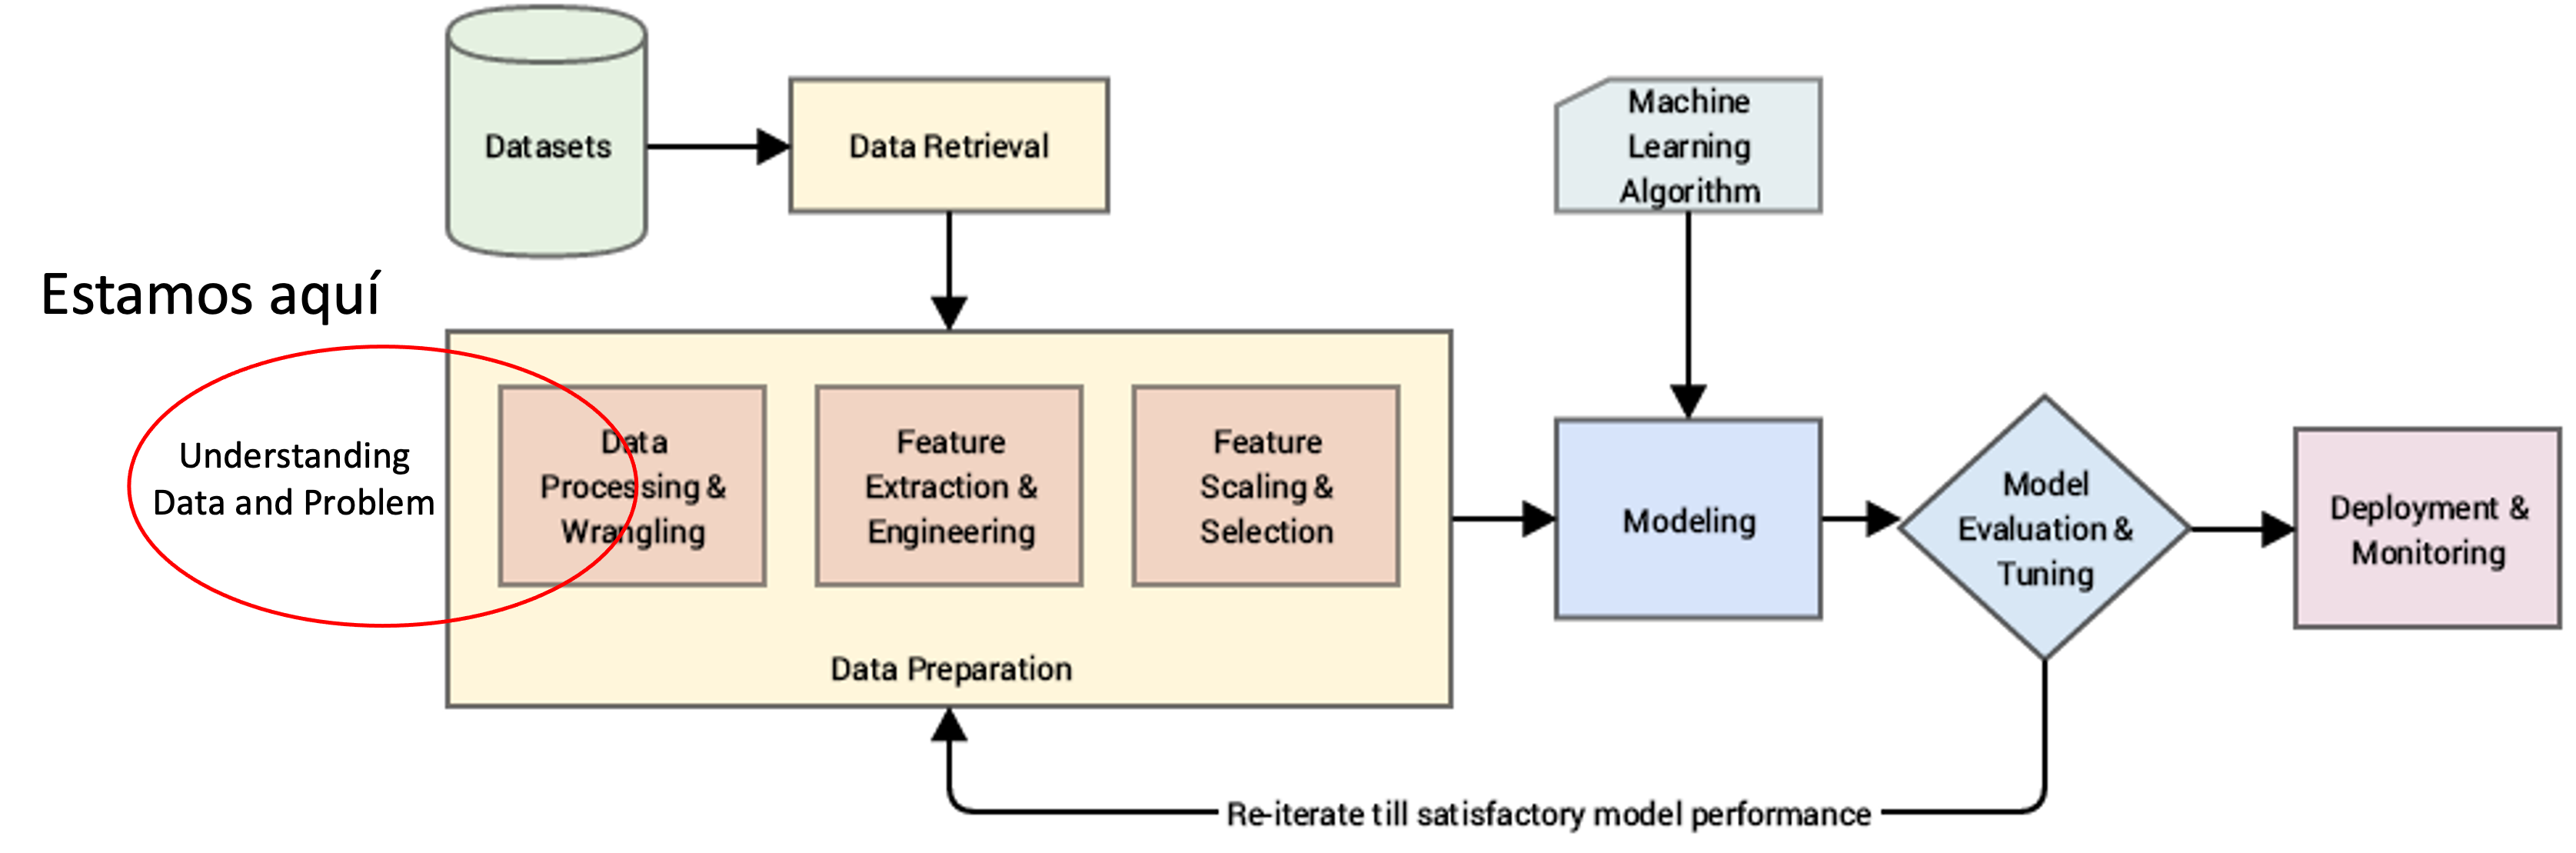 Datasets
Data Retrieval
Machine
Learning
Algorithm
Estamos aquí
Understanding
Data and Problem
Data
Processing &
Wrangling
Feature
Extraction &
Engineering
Feature
Scaling &
Selection
Data Preparation
Modeling
Model
Evaluation &
Tuning
Deployment &
Monitoring
Re-iterate till satisfactory model performance